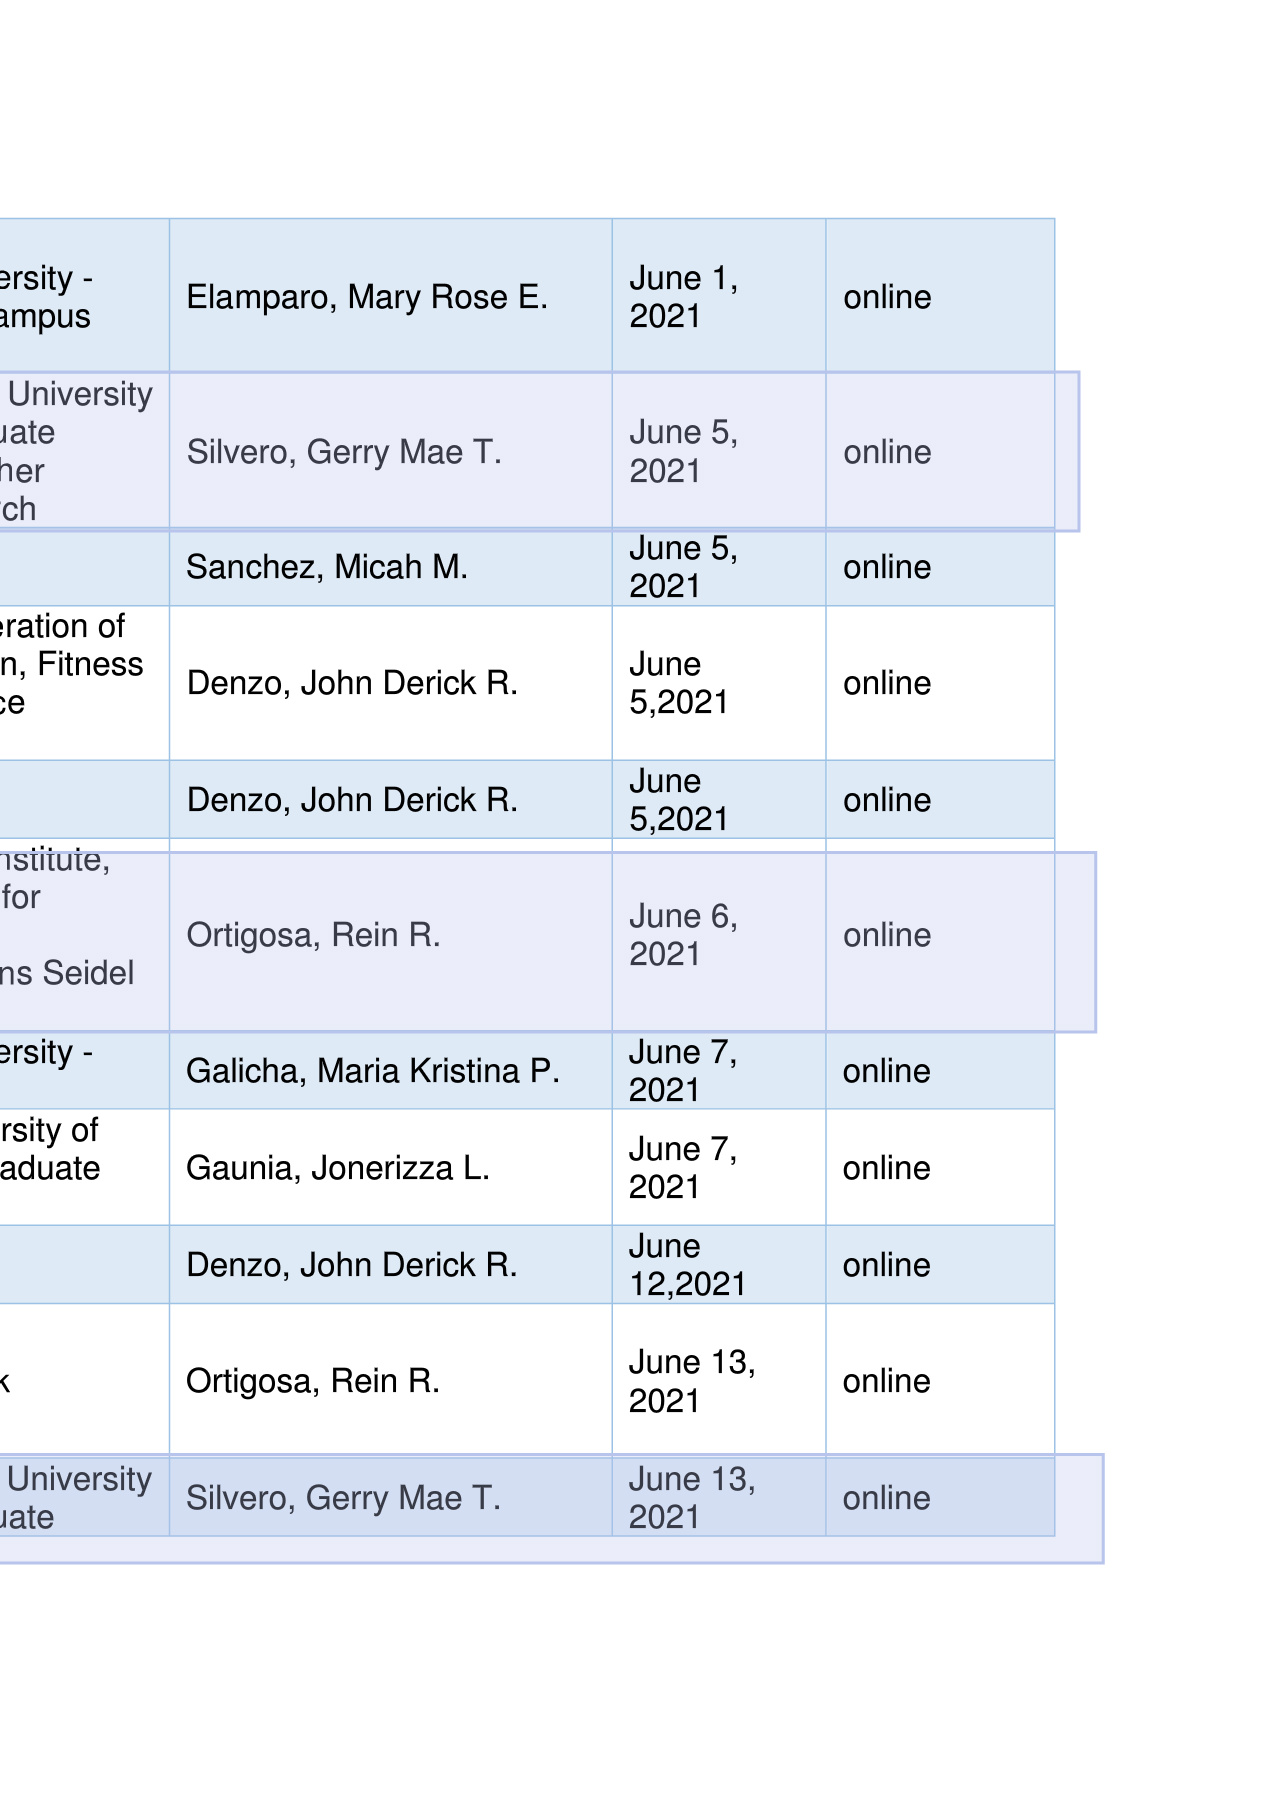 ersity -
ampus
Elamparo, Mary Rose E.
June 1,
2021
online
University
uate
her
rch
Silvero, Gerry Mae T.
June 5,
2021
online
Sanchez, Micah M.
June 5,
2021
online
eration of
n, Fitness
ce
Denzo, John Derick R.
June
5,2021
online
Denzo, John Derick R.
June
5,2021
online
nstitute,
for
ns Seidel
Ortigosa, Rein R.
June 6,
2021
online
ersity -
Galicha, Maria Kristina P.
June 7,
2021
online
rsity of
aduate
Gaunia, Jonerizza L.
June 7,
2021
online
Denzo, John Derick R.
June
12,2021
online
k
Ortigosa, Rein R.
June 13,
2021
online
University
uate
Silvero, Gerry Mae T.
June 13,
2021
online